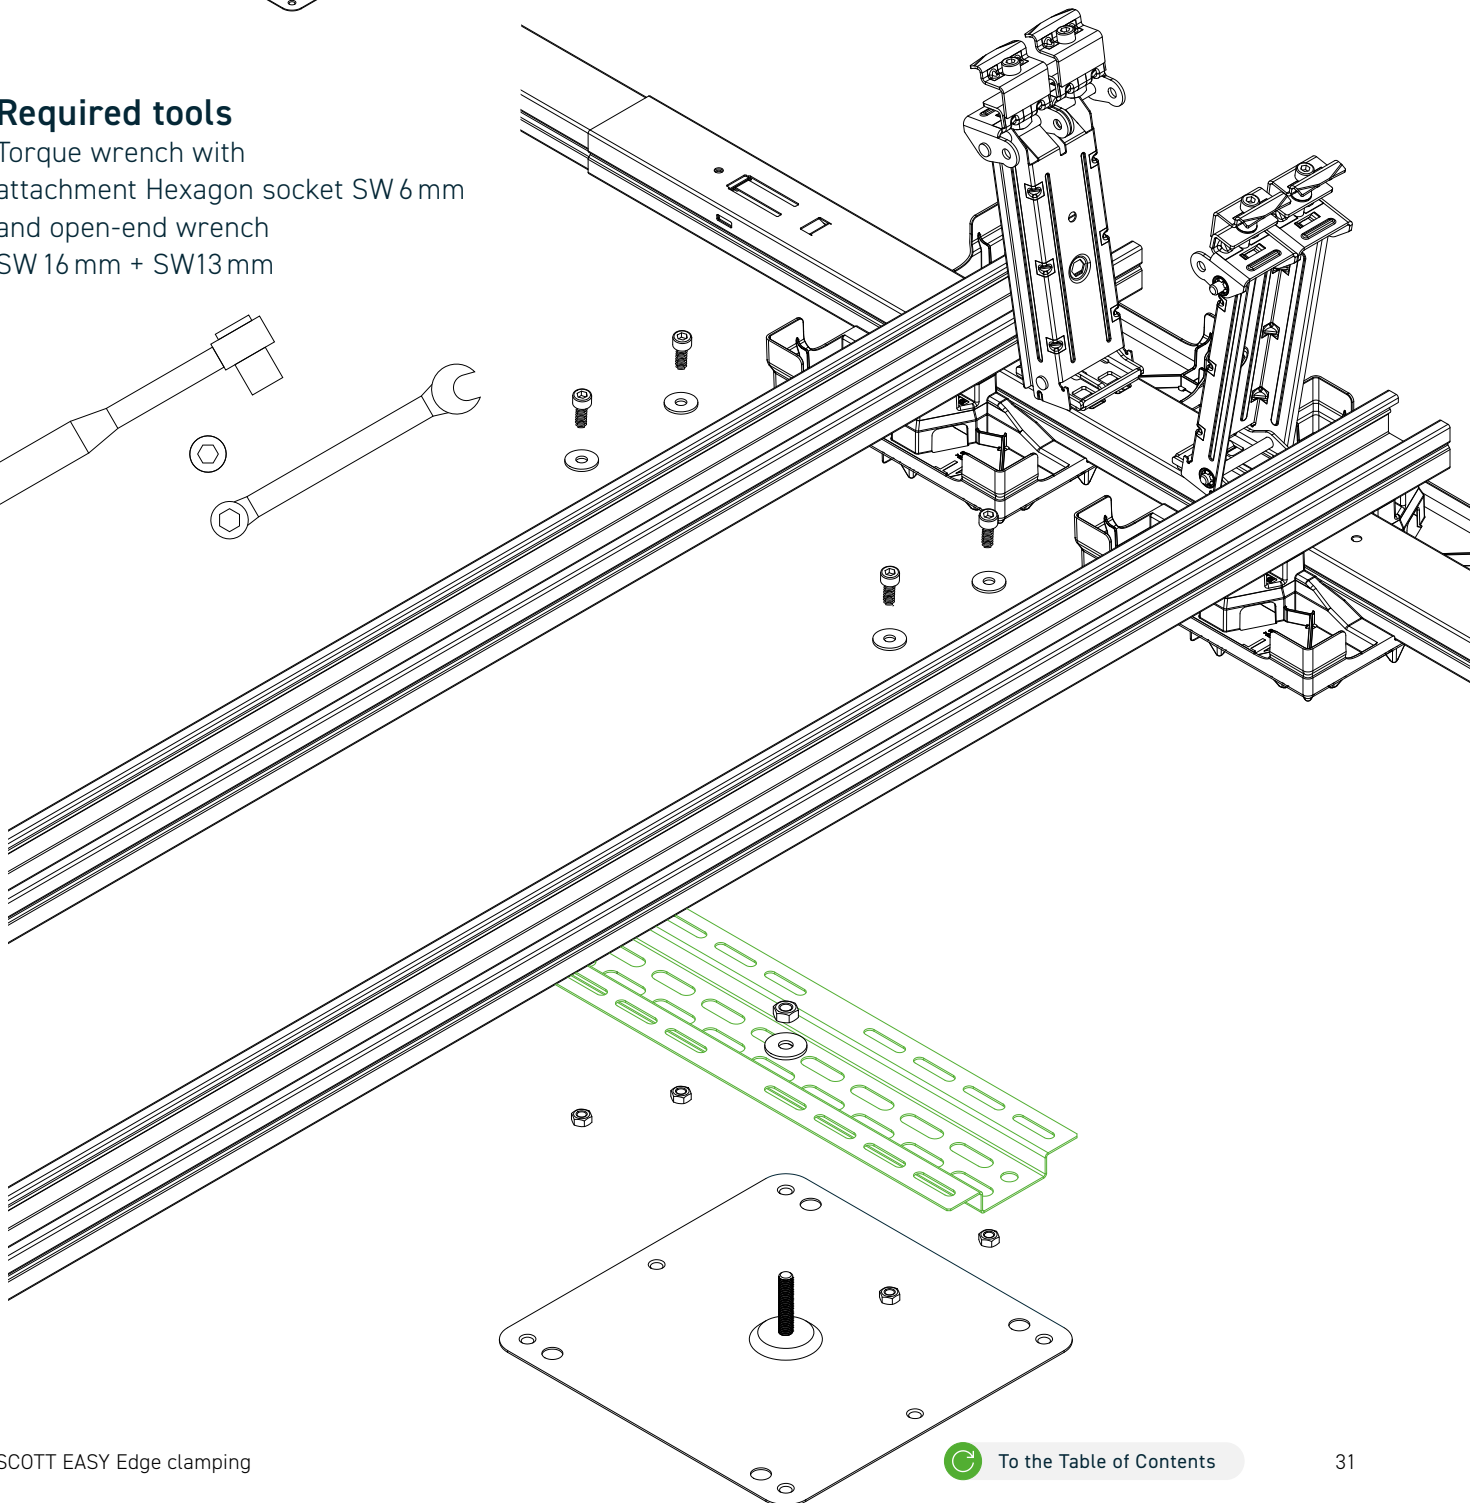 Required tools
Torque wrench with
attachment Hexagon socket SW 6 mm
and open-end wrench
SW 16 mm + SW13 mm
SCOTT EASY Edge clamping
To the Table of Contents
31